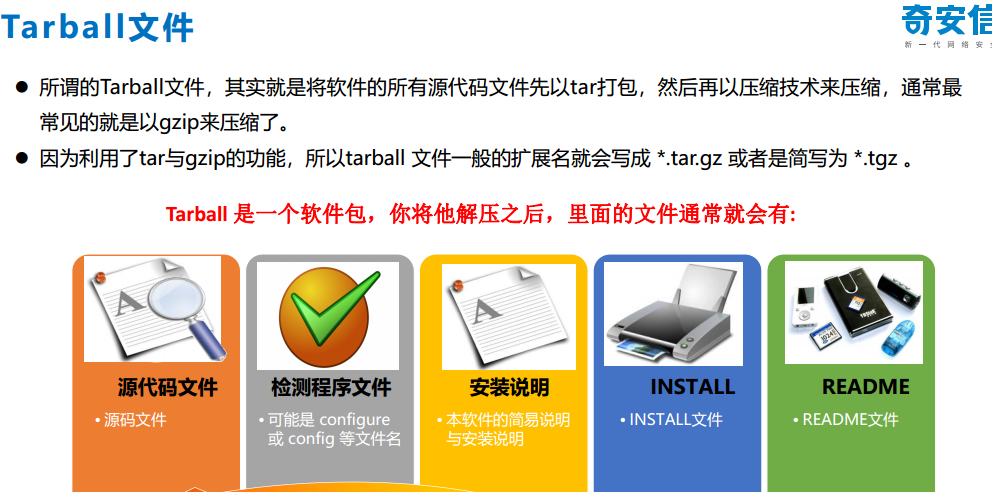 Tarball文件
奇安信
新一代网络安
● 所谓的Tarball文件，其实就是将软件的所有源代码文件先以tar打包，然后再以压缩技术来压缩，通常最
常见的就是以gzip来压缩了。
● 因为利用了tar与gzip的功能，所以tarball 文件一般的扩展名就会写成 *.tar.gz 或者是简写为 *.tgz 。
Tarball 是一个软件包，你将他解压之后，里面的文件通常就会有:
源代码文件
• 源码文件
检测程序文件
• 可能是 configure
或 config 等文件名
安装说明
• 本软件的简易说明
与安装说明
INSTALL
• INSTALL文件
README
• README文件